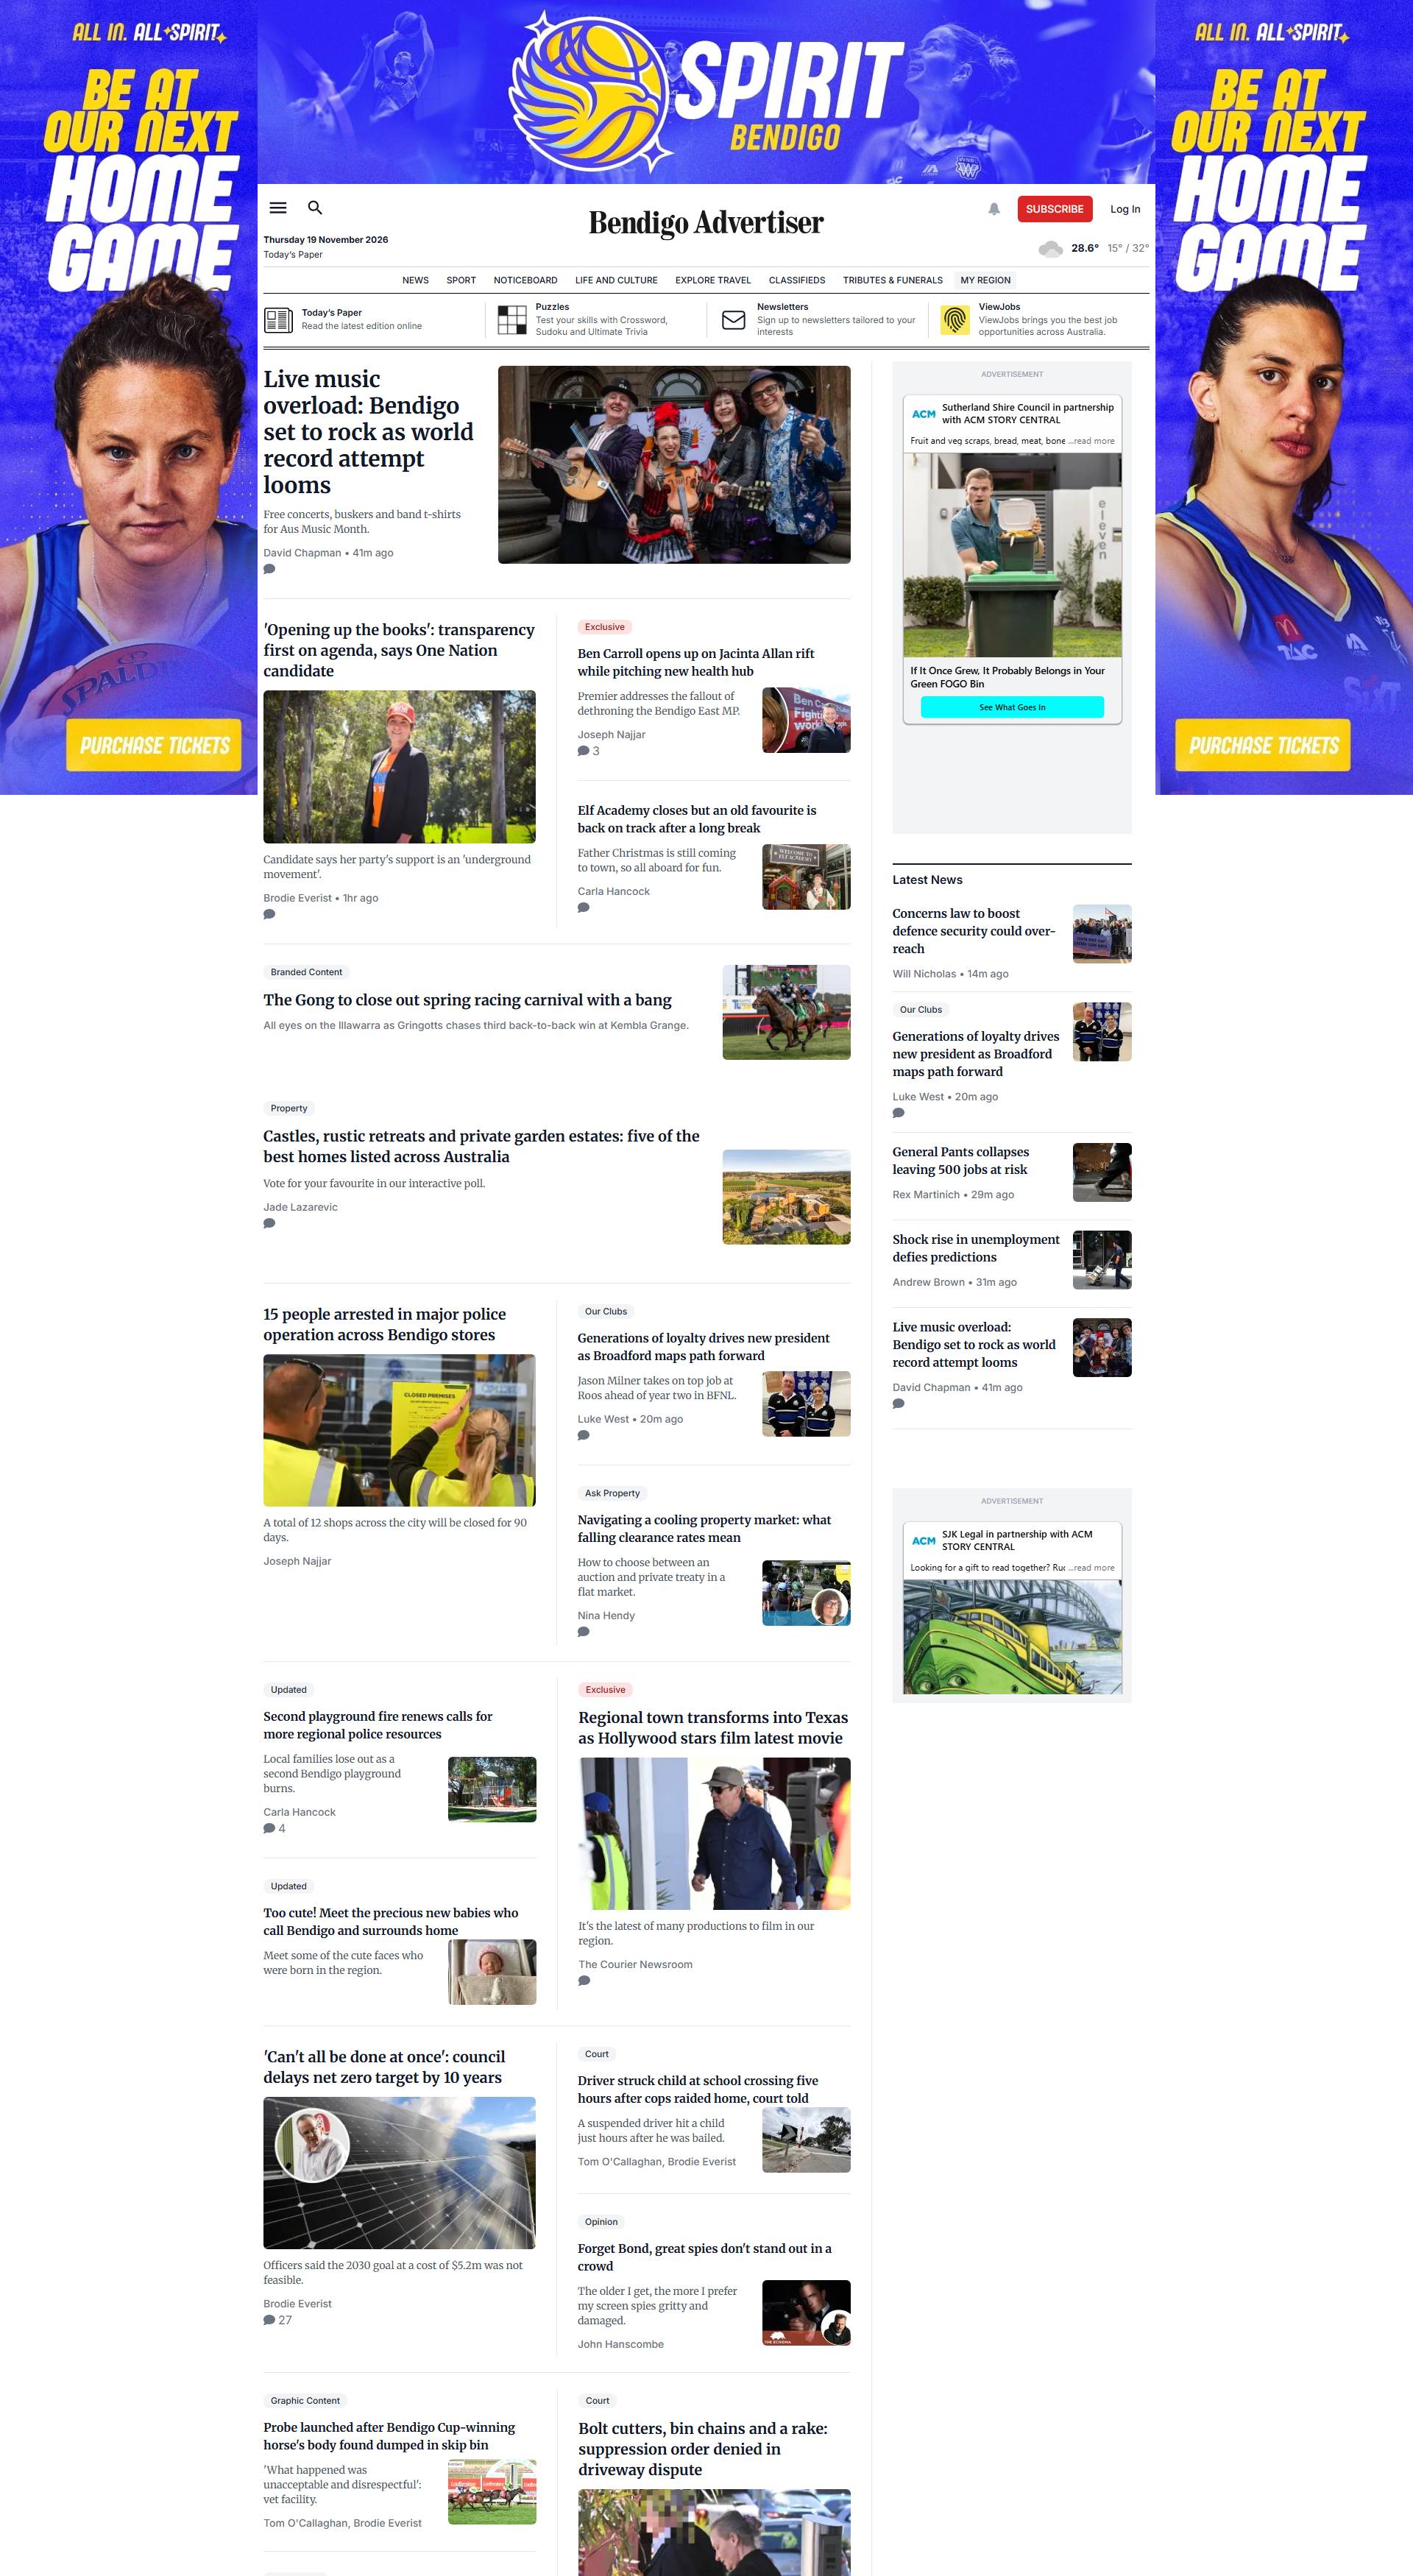 ALL IN. ALL SPIRIT
BE AT
OUR NEXT
HOME
GAME
SPALDING
PURCHASE TICKETS
SPIRIT
BENDIGO
ALL IN. ALL SPIRIT
BE AT
OUR NEXT
HOME
GAME
PURCHASE TICKETS
Bendigo Advertiser
SUBSCRIBE
Log In
Thursday 19 November 2026
Today's Paper
28.6° 15° / 32°
NEWS SPORT NOTICEBOARD LIFE AND CULTURE EXPLORE TRAVEL CLASSIFIEDS TRIBUTES & FUNERALS MY REGION
Today's Paper
Read the latest edition online
Puzzles
Test your skills with Crossword,
Sudoku and Ultimate Trivia
Newsletters
Sign up to newsletters tailored to your
interests
ViewJobs
ViewJobs brings you the best job
opportunities across Australia.
Live music
overload: Bendigo
set to rock as world
record attempt
looms
Free concerts, buskers and band t-shirts
for Aus Music Month.
David Chapman • 41m ago
'Opening up the books': transparency
first on agenda, says One Nation
candidate
Candidate says her party's support is an 'underground
movement'.
Brodie Everist • 1hr ago
Exclusive
Ben Carroll opens up on Jacinta Allan rift
while pitching new health hub
Premier addresses the fallout of
dethroning the Bendigo East MP.
Joseph Najjar
3
Elf Academy closes but an old favourite is
back on track after a long break
Father Christmas is still coming
to town, so all aboard for fun.
Carla Hancock
WELCOME TO
ELF ACADEMY
Branded Content
The Gong to close out spring racing carnival with a bang
All eyes on the Illawarra as Gringotts chases third back-to-back win at Kembla Grange.
Property
Castles, rustic retreats and private garden estates: five of the
best homes listed across Australia
Vote for your favourite in our interactive poll.
Jade Lazarevic
15 people arrested in major police
operation across Bendigo stores
CLOSED PREMISES
A total of 12 shops across the city will be closed for 90
days.
Joseph Najjar
Our Clubs
Generations of loyalty drives new president
as Broadford maps path forward
Jason Milner takes on top job at
Roos ahead of year two in BFNL.
Luke West • 20m ago
Ask Property
Navigating a cooling property market: what
falling clearance rates mean
How to choose between an
auction and private treaty in a
flat market.
Nina Hendy
Updated
Second playground fire renews calls for
more regional police resources
Local families lose out as a
second Bendigo playground
burns.
Carla Hancock
4
Updated
Too cute! Meet the precious new babies who
call Bendigo and surrounds home
Meet some of the cute faces who
were born in the region.
Exclusive
Regional town transforms into Texas
as Hollywood stars film latest movie
It's the latest of many productions to film in our
region.
The Courier Newsroom
'Can't all be done at once': council
delays net zero target by 10 years
Officers said the 2030 goal at a cost of $5.2m was not
feasible.
Brodie Everist
27
Court
Driver struck child at school crossing five
hours after cops raided home, court told
A suspended driver hit a child
just hours after he was bailed.
Tom O'Callaghan, Brodie Everist
Opinion
Forget Bond, great spies don't stand out in a
crowd
The older I get, the more I prefer
my screen spies gritty and
damaged.
John Hanscombe
Graphic Content
Probe launched after Bendigo Cup-winning
horse's body found dumped in skip bin
'What happened was
unacceptable and disrespectful':
vet facility.
Tom O'Callaghan, Brodie Everist
Court
Bolt cutters, bin chains and a rake:
suppression order denied in
driveway dispute
ADVERTISEMENT
ACM
Sutherland Shire Council in partnership
with ACM STORY CENTRAL
Fruit and veg scraps, bread, meat, bone ...read more
eleven
If It Once Grew, It Probably Belongs in Your
Green FOGO Bin
See What Goes In
Latest News
Concerns law to boost
defence security could over-
reach
Will Nicholas • 14m ago
Our Clubs
Generations of loyalty drives
new president as Broadford
maps path forward
Luke West • 20m ago
General Pants collapses
leaving 500 jobs at risk
Rex Martinich • 29m ago
Shock rise in unemployment
defies predictions
Andrew Brown • 31m ago
Live music overload:
Bendigo set to rock as world
record attempt looms
David Chapman • 41m ago
ADVERTISEMENT
ACM
SJK Legal in partnership with ACM
STORY CENTRAL
Looking for a gift to read together? Ru ...read more